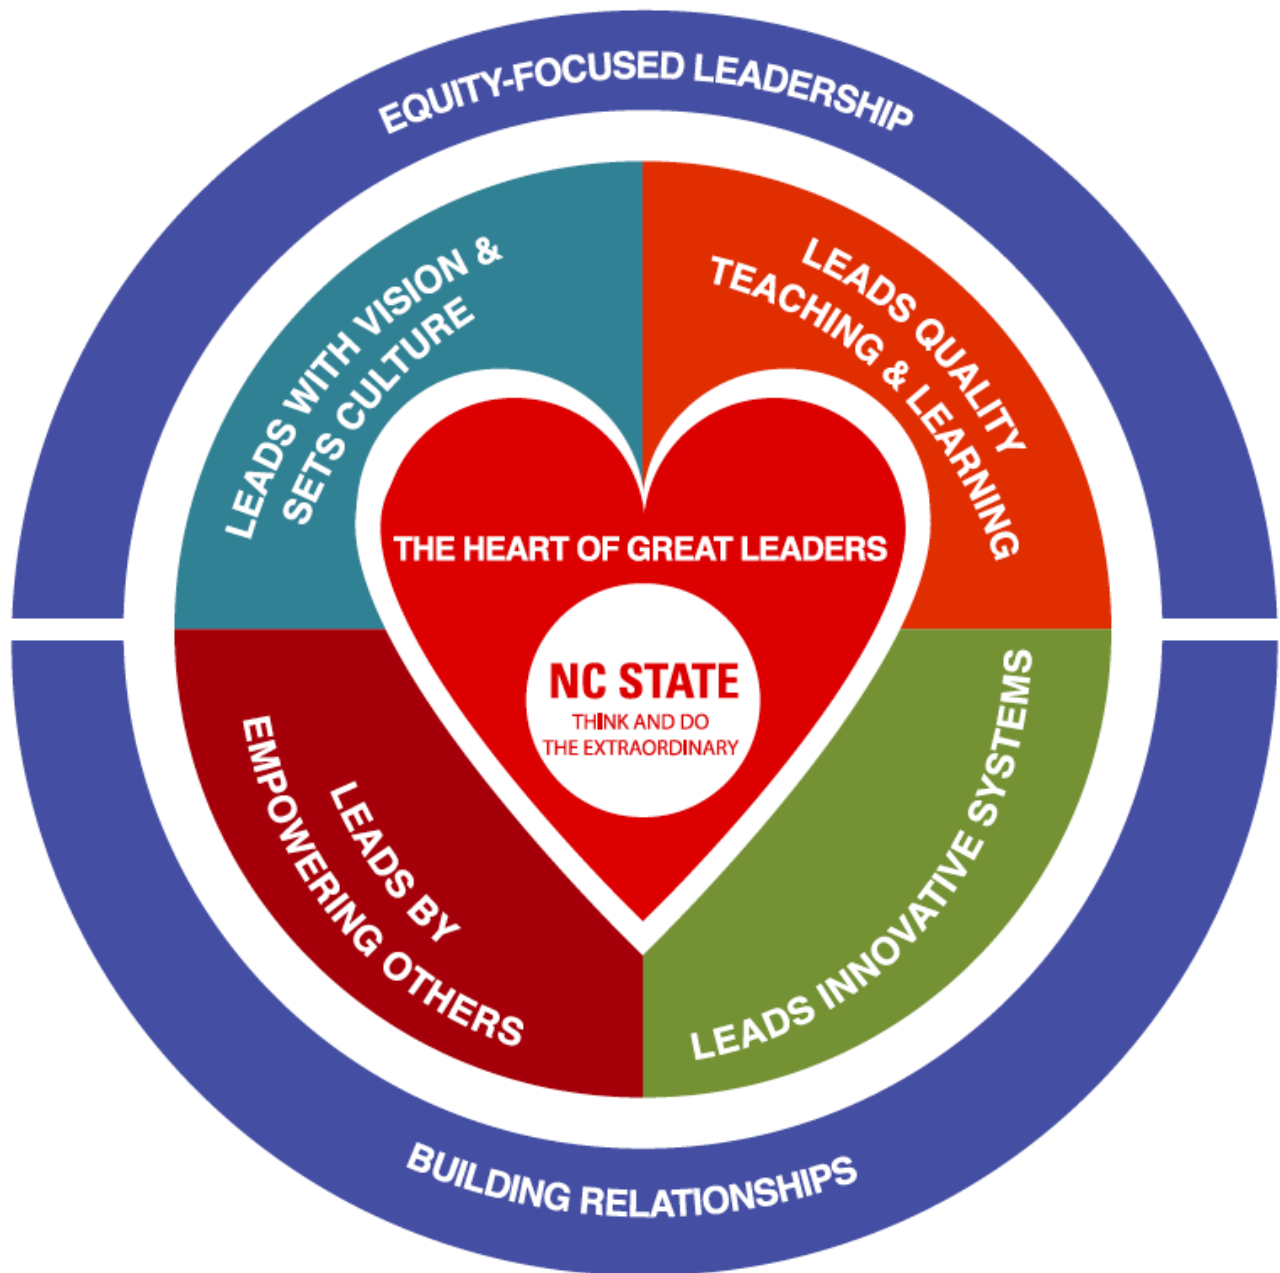 EQUITY-FOCUSED LEADERSHIP
LEADS WITH VISION &
SETS CULTURE
LEADS QUALITY
TEACHING & LEARNING
THE HEART OF GREAT LEADERS
NC STATE
THINK AND DO
THE EXTRAORDINARY
LEADS BY
EMPOWERING OTHERS
LEADS INNOVATIVE SYSTEMS
BUILDING RELATIONSHIPS